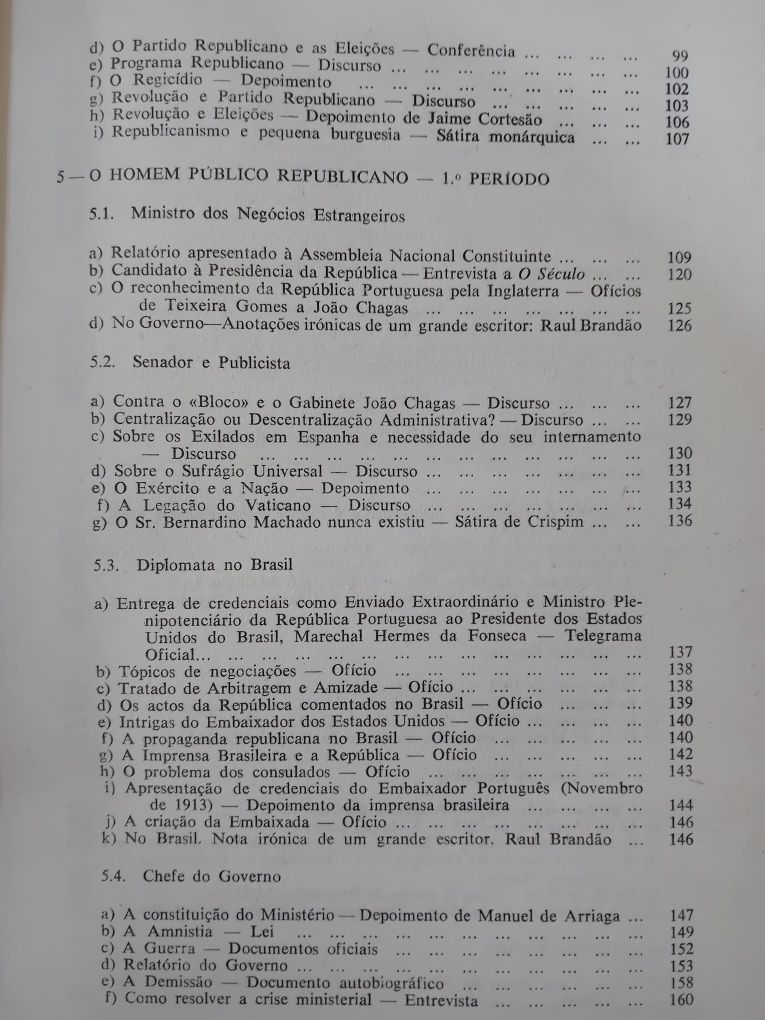 d) O Partido Republicano e as Eleições — Conferência ... ... ... ... 99
e) Programa Republicano — Discurso ... ... ... ... ... ... ... 100
f) O Regicídio — Depoimento ... ... ... ... ... ... ... ... 102
g) Revolução e Partido Republicano — Discurso ... ... ... ... ... 103
h) Revolução e Eleições — Depoimento de Jaime Cortesão ... ... ... 106
i) Republicanismo e pequena burguesia — Sátira monárquica ... ... 107
5 — O HOMEM PÚBLICO REPUBLICANO — 1.º PERÍODO
5.1. Ministro dos Negócios Estrangeiros
a) Relatório apresentado à Assembleia Nacional Constituinte ... ... ... 109
b) Candidato à Presidência da República — Entrevista a O Século ... ... 120
c) O reconhecimento da República Portuguesa pela Inglaterra — Ofícios
de Teixeira Gomes a João Chagas ... ... ... ... ... ... ... ... 125
d) No Governo—Anotações irónicas de um grande escritor: Raul Brandão 126
5.2. Senador e Publicista
a) Contra o «Bloco» e o Gabinete João Chagas — Discurso ... ... ... 127
b) Centralização ou Descentralização Administrativa? — Discurso ... ... 129
c) Sobre os Exilados em Espanha e necessidade do seu internamento
— Discurso ... ... ... ... ... ... ... ... ... ... ... ... 130
d) Sobre o Sufrágio Universal — Discurso ... ... ... ... ... ... ... 131
e) O Exército e a Nação — Depoimento ... ... ... ... ... ... ... 133
f) A Legação do Vaticano — Discurso ... ... ... ... ... ... ... 134
g) O Sr. Bernardino Machado nunca existiu — Sátira de Crispim ... ... 136
5.3. Diplomata no Brasil
a) Entrega de credenciais como Enviado Extraordinário e Ministro Ple-
nipotenciário da República Portuguesa ao Presidente dos Estados
Unidos do Brasil, Marechal Hermes da Fonseca — Telegrama
Oficial... ... ... ... ... ... ... ... ... ... ... ... ... ... 137
b) Tópicos de negociações — Ofício ... ... ... ... ... ... ... ... 138
c) Tratado de Arbitragem e Amizade — Ofício ... ... ... ... ... ... 138
d) Os actos da República comentados no Brasil — Ofício ... ... ... ... 139
e) Intrigas do Embaixador dos Estados Unidos — Ofício ... ... ... ... 140
f) A propaganda republicana no Brasil — Ofício ... ... ... ... ... 140
g) A Imprensa Brasileira e a República — Ofício ... ... ... ... ... 142
h) O problema dos consulados — Ofício ... ... ... ... ... ... ... 143
i) Apresentação de credenciais do Embaixador Português (Novembro
de 1913) — Depoimento da imprensa brasileira ... ... ... ... 144
j) A criação da Embaixada — Ofício ... ... ... ... ... ... ... ... 146
k) No Brasil. Nota irónica de um grande escritor. Raul Brandão ... 146
5.4. Chefe do Governo
a) A constituição do Ministério — Depoimento de Manuel de Arriaga ... 147
b) A Amnistia — Lei ... ... ... ... ... ... ... ... ... ... ... 149
c) A Guerra — Documentos oficiais ... ... ... ... ... ... ... ... 152
d) Relatório do Governo ... ... ... ... ... ... ... ... ... ... ... 153
e) A Demissão — Documento autobiográfico ... ... ... ... ... ... 158
f) Como resolver a crise ministerial — Entrevista ... ... ... ... ... 160